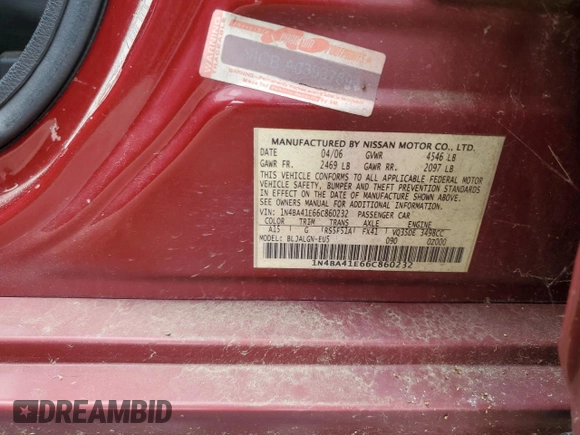 MANUFACTURED BY NISSAN MOTOR CO., LTD.
DATE 04/06 GVWR 4546 LB
GAWR FR. 2469 LB GAWR RR. 2097 LB
THIS VEHICLE CONFORMS TO ALL APPLICABLE FEDERAL MOTOR
VEHICLE SAFETY, BUMPER AND THEFT PREVENTION STANDARDS
IN EFFECT ON THE DATE OF MANUFACTURE SHOWN ABOVE.
SEE OWNERS MANUAL FOR ADDITIONAL INFORMATION.
VIN: 1N4BA41E66C860232 PASSENGER CAR
COLOR TRIM TRANS AXLE ENGINE
A15 G RS5F51A FX41 VQ35DE 3498CC
MODEL: BLJALGN-EU5 090 02000
1N4BA41E66C860232
DREAMBID